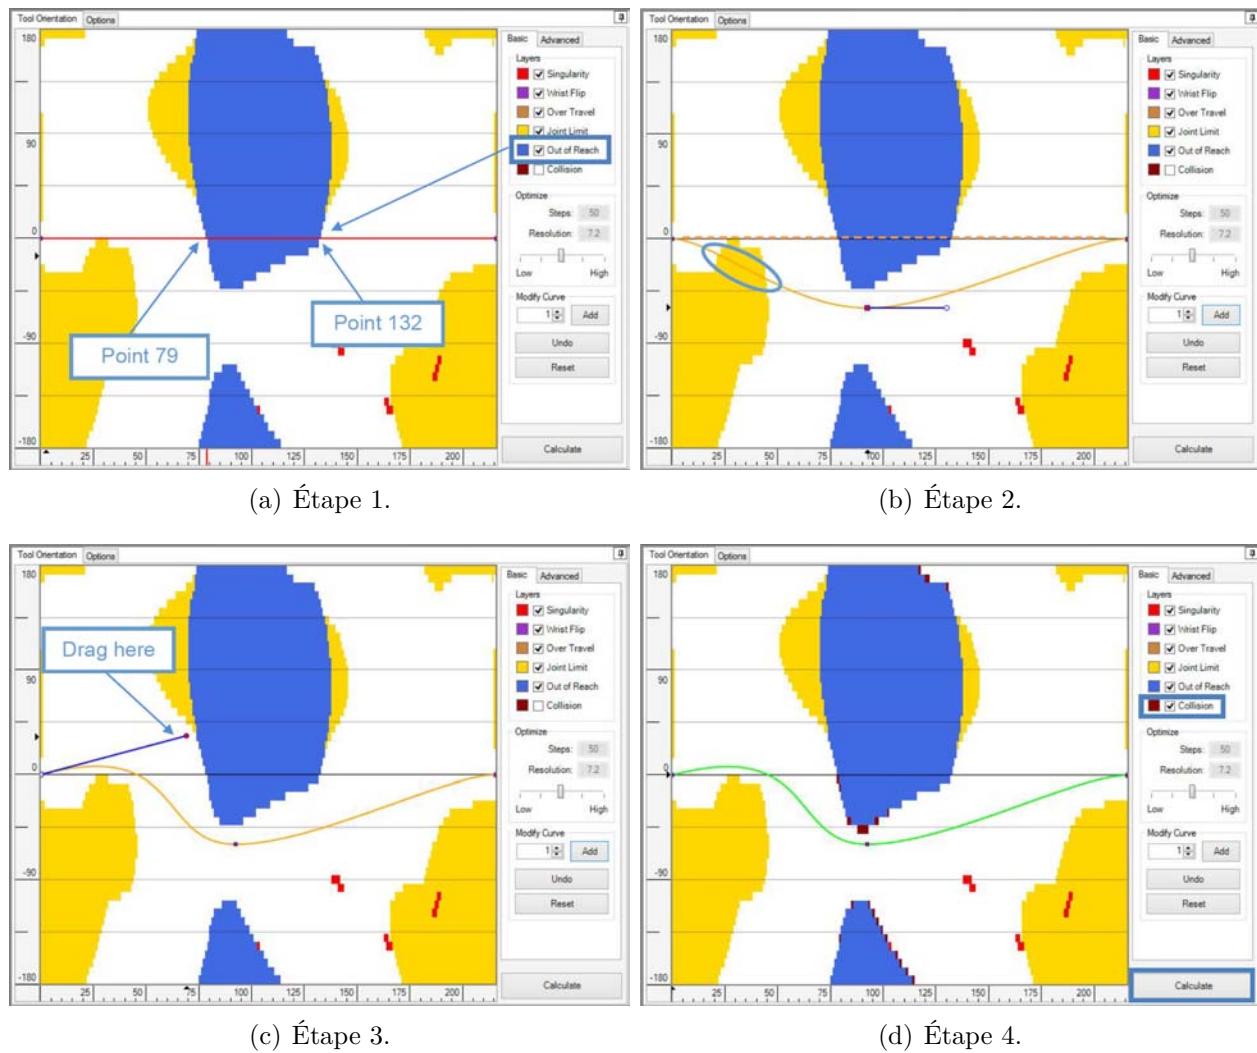 Tool Orientation Options
Basic Advanced
Layers
Singularity
Wrist Flip
Over Travel
Joint Limit
Out of Reach
Collision
Optimize
Steps: 50
Resolution: 7.2
Low High
Modify Curve
1 Add
Undo
Reset
Calculate
180
90
0
-90
-180
25 50 75 100 125 150 175 200
Point 79
Point 132
(a) Étape 1.
Tool Orientation Options
Basic Advanced
Layers
Singularity
Wrist Flip
Over Travel
Joint Limit
Out of Reach
Collision
Optimize
Steps: 50
Resolution: 7.2
Low High
Modify Curve
1 Add
Undo
Reset
Calculate
180
90
0
-90
-180
25 50 75 100 125 150 175 200
(b) Étape 2.
Tool Orientation Options
Basic Advanced
Layers
Singularity
Wrist Flip
Over Travel
Joint Limit
Out of Reach
Collision
Optimize
Steps: 50
Resolution: 7.2
Low High
Modify Curve
1 Add
Undo
Reset
Calculate
180
90
0
-90
-180
25 50 75 100 125 150 175 200
Drag here
(c) Étape 3.
Tool Orientation Options
Basic Advanced
Layers
Singularity
Wrist Flip
Over Travel
Joint Limit
Out of Reach
Collision
Optimize
Steps: 50
Resolution: 7.2
Low High
Modify Curve
1 Add
Undo
Reset
Calculate
180
90
0
-90
-180
25 50 75 100 125 150 175 200
(d) Étape 4.